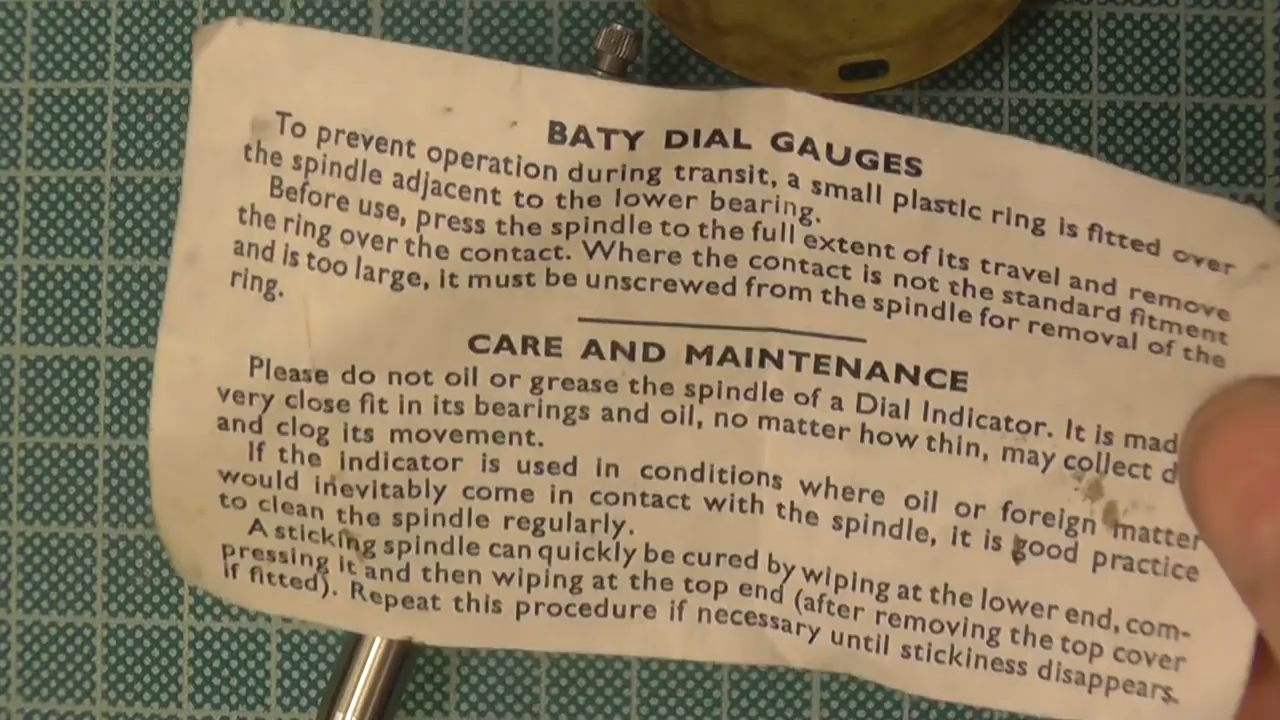 BATY DIAL GAUGES
To prevent operation during transit, a small plastic ring is fitted over
the spindle adjacent to the lower bearing.
Before use, press the spindle to the full extent of its travel and remove
the ring over the contact. Where the contact is not the standard fitment
and is too large, it must be unscrewed from the spindle for removal of the
ring.
CARE AND MAINTENANCE
Please do not oil or grease the spindle of a Dial Indicator. It is mad
very close fit in its bearings and oil, no matter how thin, may collect d
and clog its movement.
If the indicator is used in conditions where oil or foreign matter
would inevitably come in contact with the spindle, it is good practice
to clean the spindle regularly.
A sticking spindle can quickly be cured by wiping at the lower end, com-
pressing it and then wiping at the top end (after removing the top cover
if fitted). Repeat this procedure if necessary until stickiness disappears.